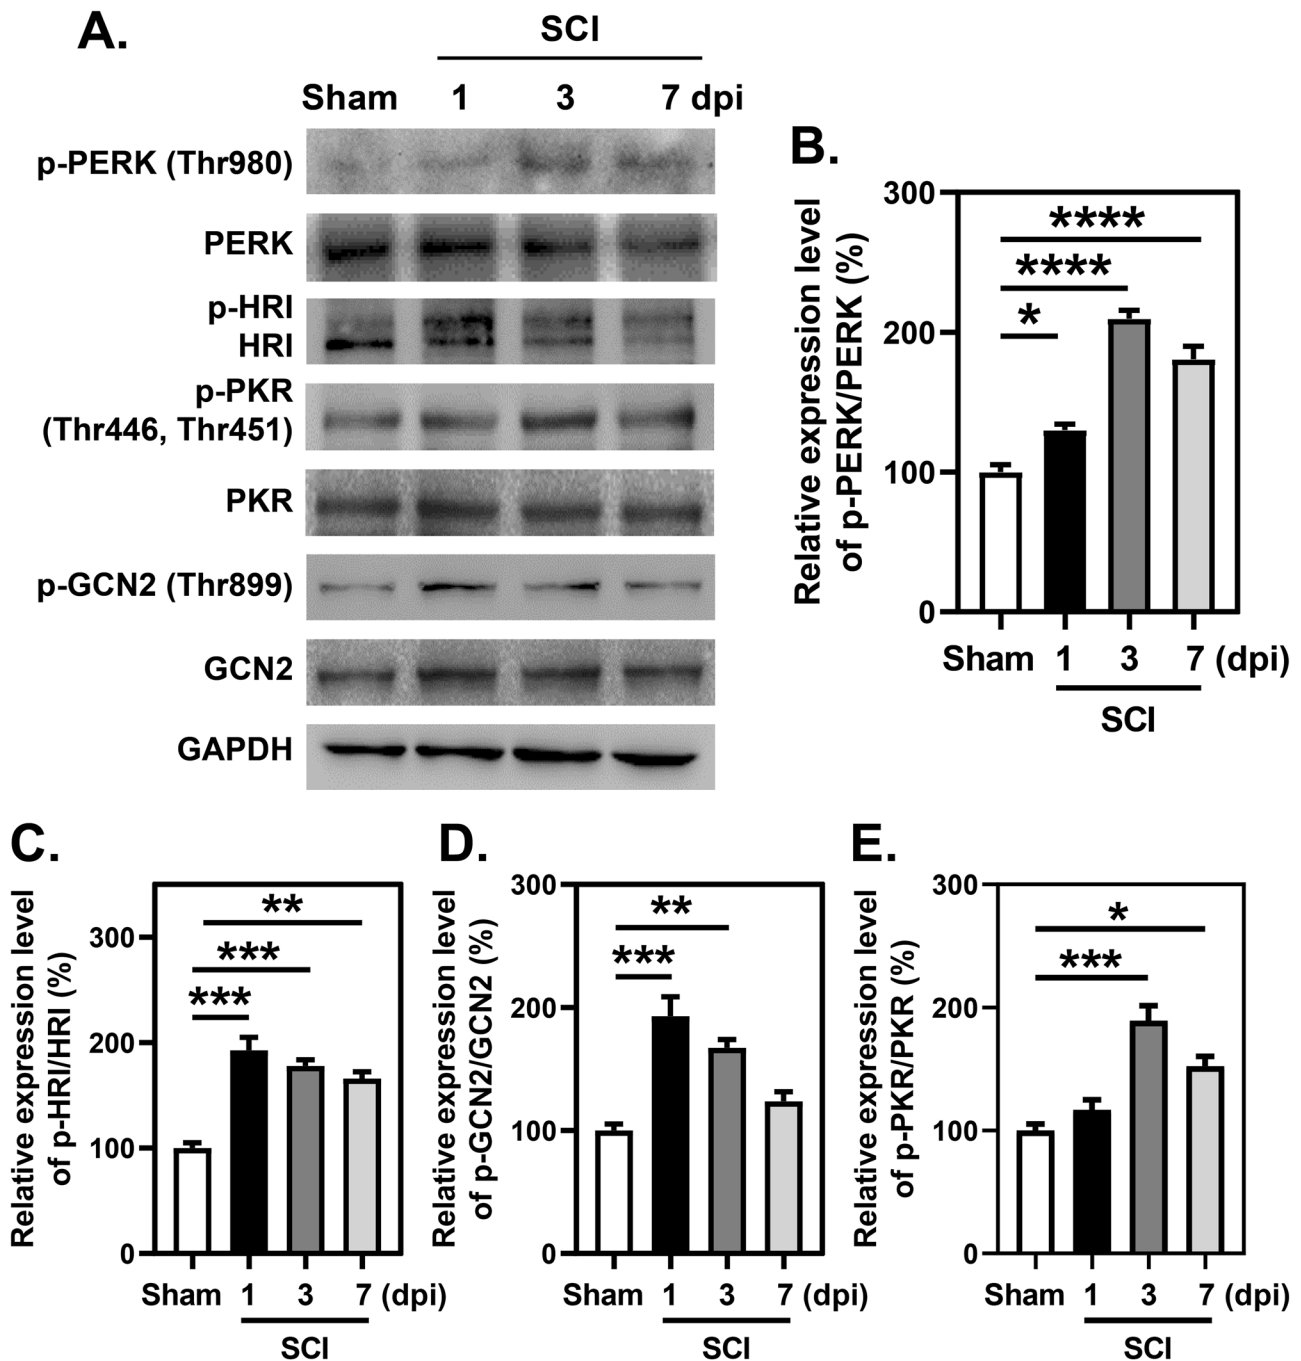 A.
SCI
Sham 1 3 7 dpi
p-PERK (Thr980)
PERK
p-HRI
HRI
p-PKR
(Thr446, Thr451)
PKR
p-GCN2 (Thr899)
GCN2
GAPDH
B.
Relative expression level
of p-PERK/PERK (%)
300
200
100
0
****
****
*
Sham 1 3 7 (dpi)
SCI
C.
Relative expression level
of p-HRI/HRI (%)
300
200
100
0
**
***
***
Sham 1 3 7 (dpi)
SCI
D.
Relative expression level
of p-GCN2/GCN2 (%)
300
200
100
0
**
***
Sham 1 3 7 (dpi)
SCI
E.
Relative expression level
of p-PKR/PKR (%)
300
200
100
0
*
***
Sham 1 3 7 (dpi)
SCI